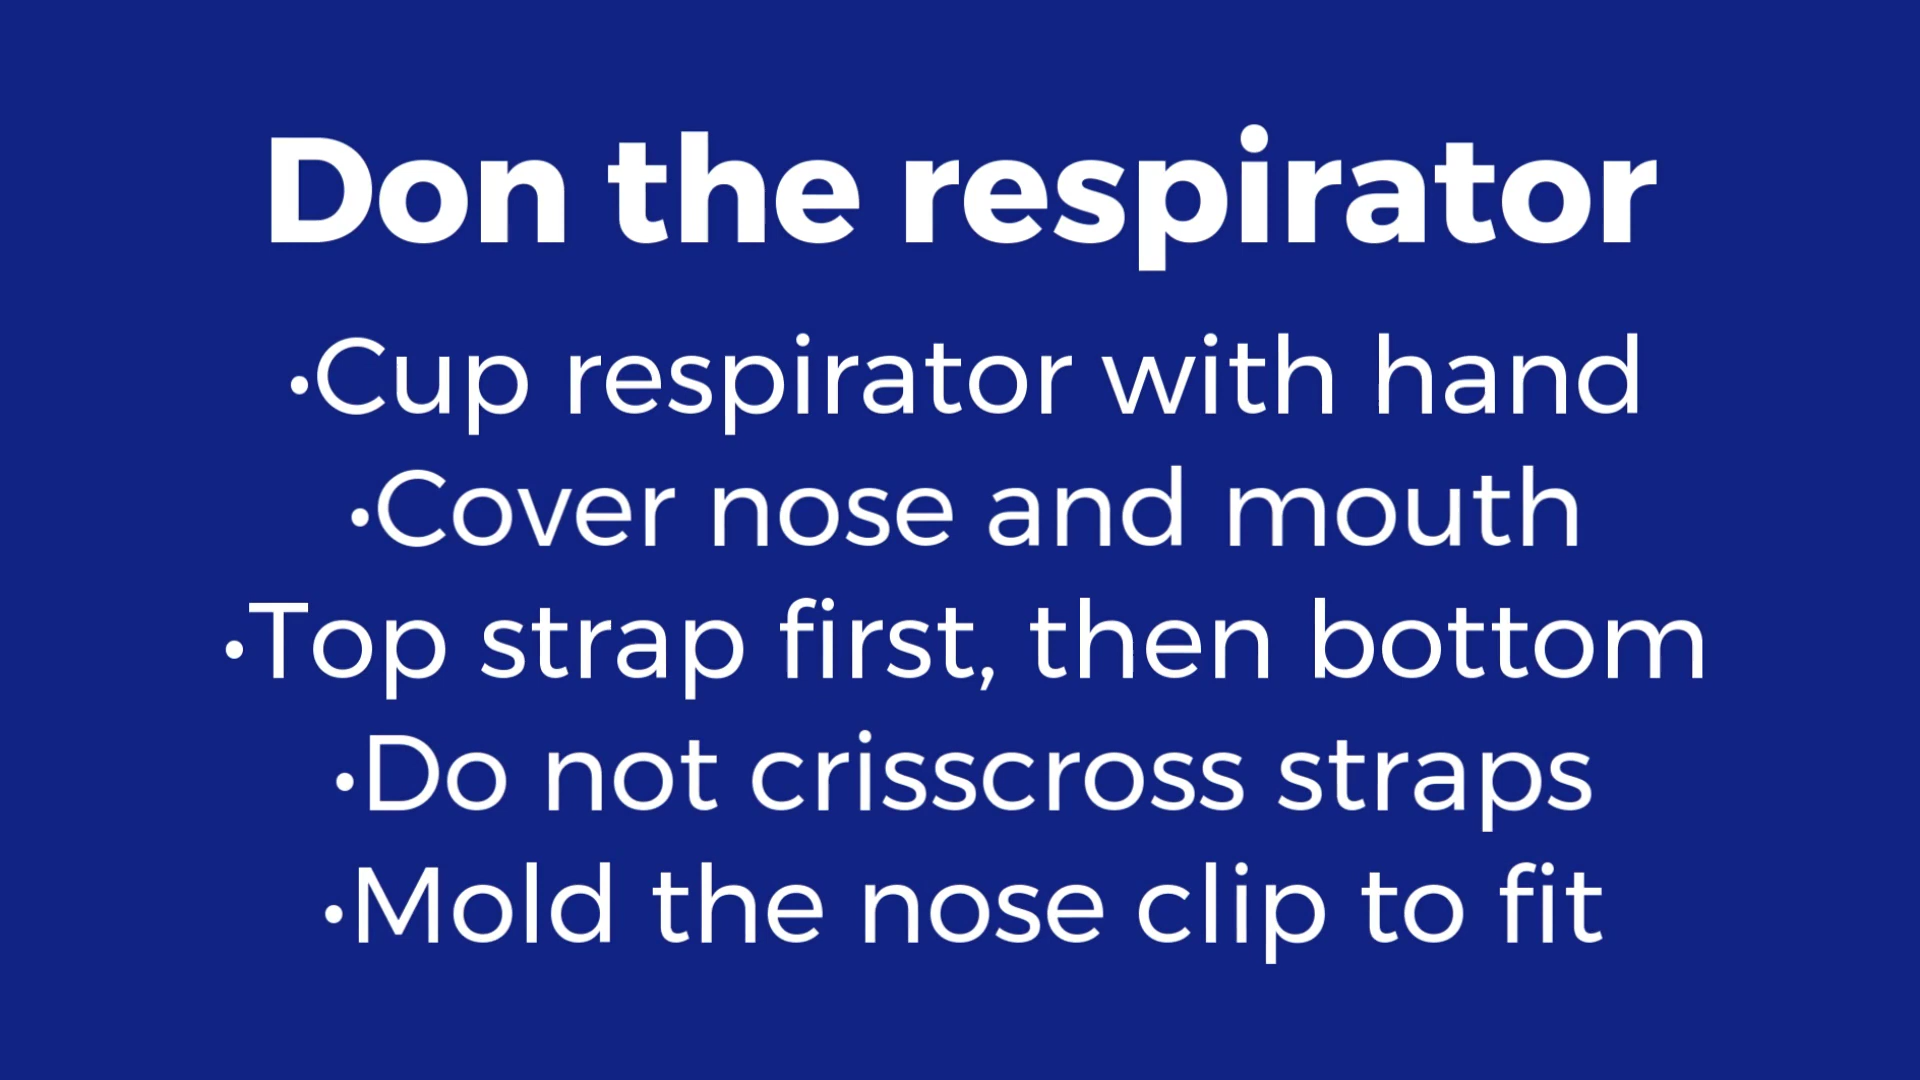 Don the respirator
•Cup respirator with hand
•Cover nose and mouth
•Top strap first, then bottom
•Do not crisscross straps
•Mold the nose clip to fit